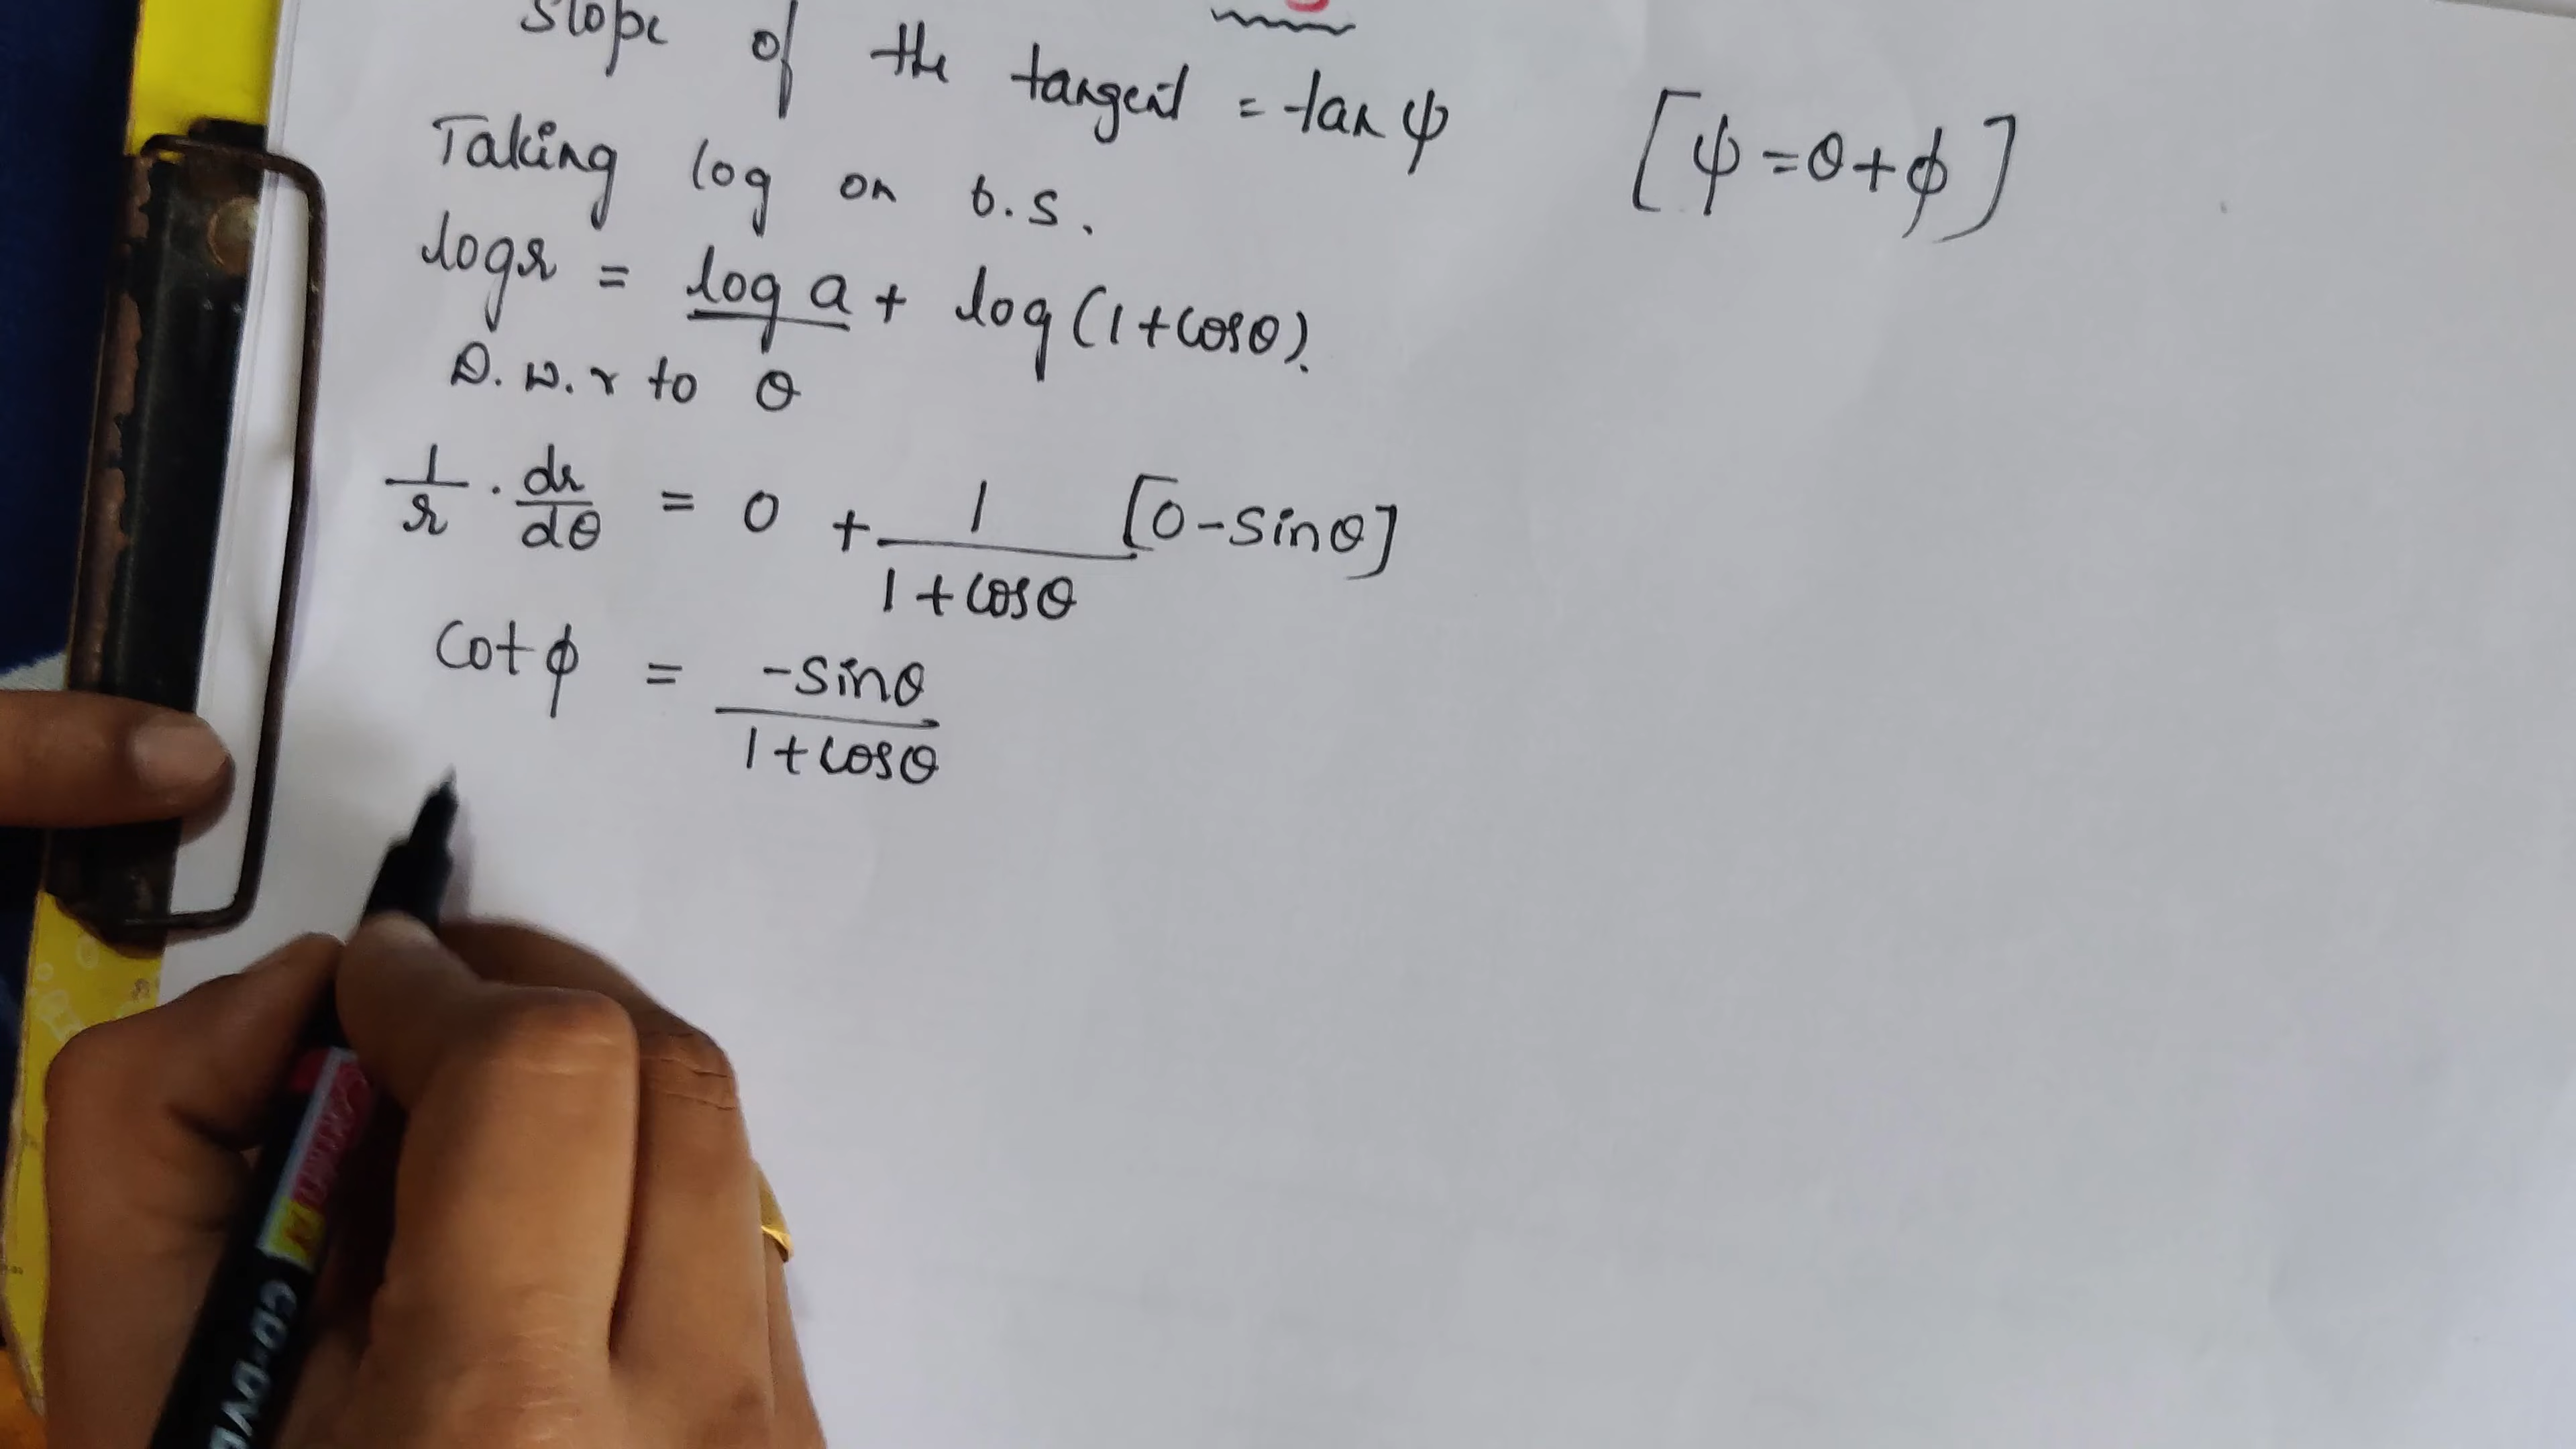 Slope of the tangent = tan ψ [ψ = θ + ϕ]
Taking log on b.s.
log r = log a + log (1 + cosθ).
D. w. r to θ
1/r . dr/dθ = 0 + 1/(1 + cosθ) [0 - sinθ]
cot ϕ = -sinθ/(1 + cosθ)